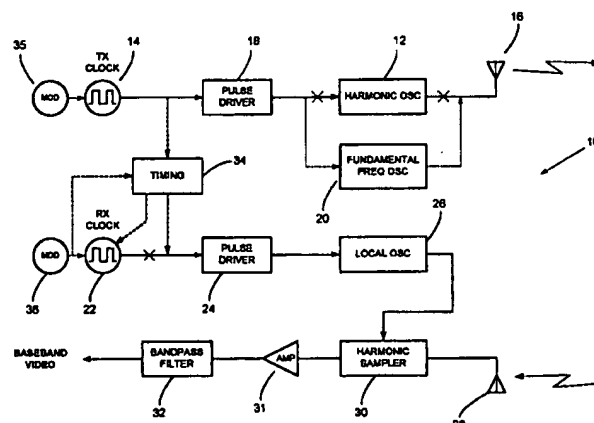 35
TX
CLOCK
14
18
12
16
MOD
PULSE
DRIVER
HARMONIC OSC
FUNDAMENTAL
FREQ OSC
TIMING
34
20
10
RX
CLOCK
26
MOD
PULSE
DRIVER
LOCAL OSC
36
22
24
BASEBAND
VIDEO
BANDPASS
FILTER
AMP
HARMONIC
SAMPLER
32
31
30